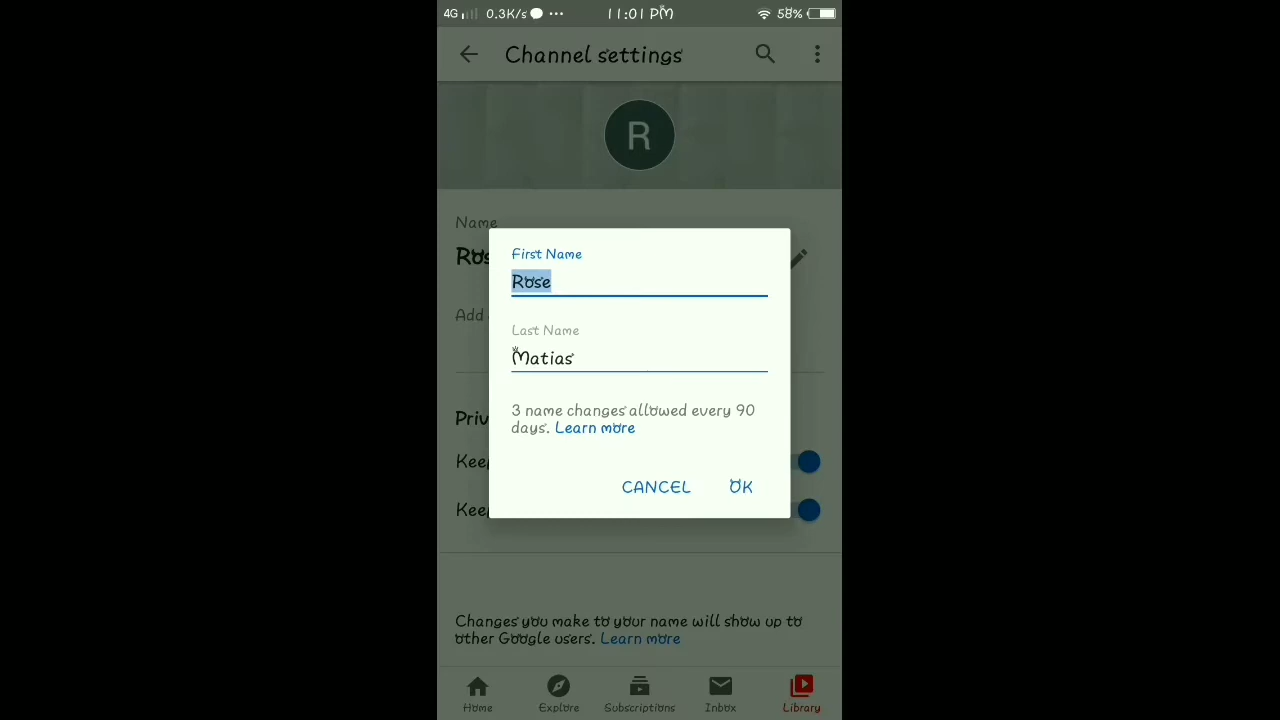 4G 0.3K/s ... 11:01 PM 58%
Channel settings
R
Name
Ros
First Name
Rose
Add
Last Name
Matias
3 name changes allowed every 90
days. Learn more
Priv
Keep
Keep
CANCEL OK
Changes you make to your name will show up to
other Google users. Learn more
Home Explore Subscriptions Inbox Library